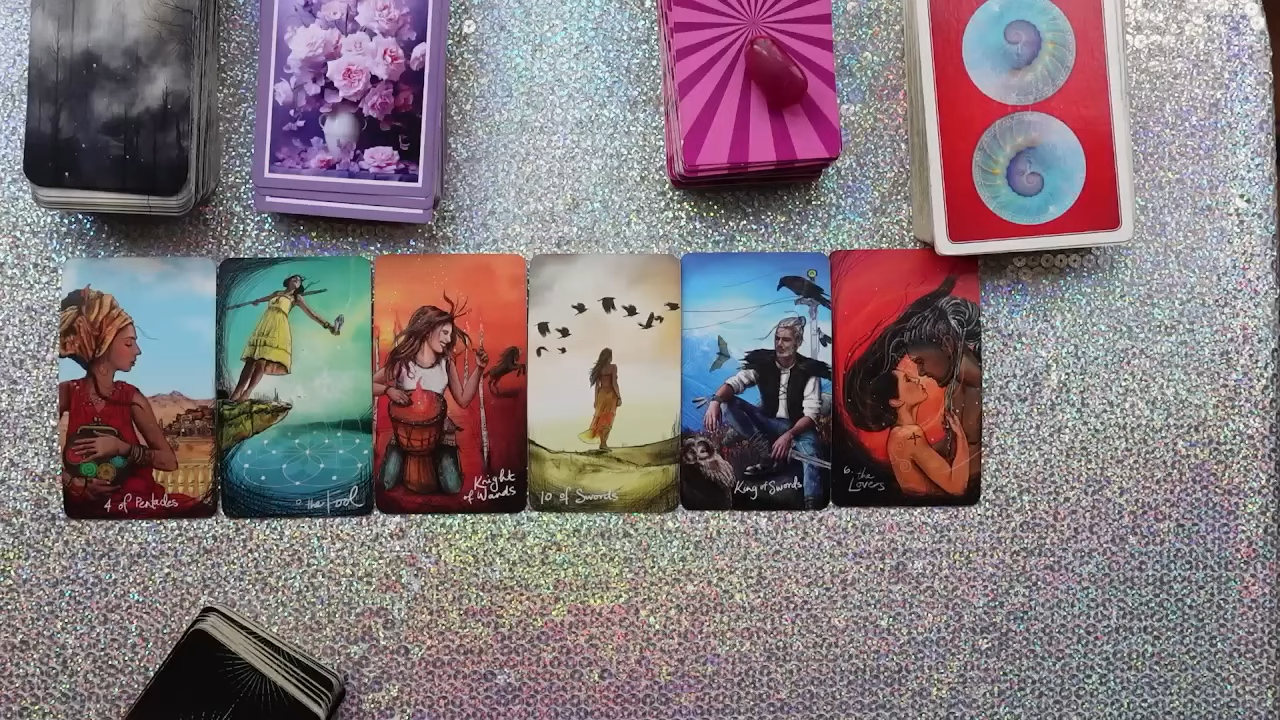 4 of Pentacles
0 the Fool
Knight
of Wands
10 of Swords
King of Swords
6. the
Lovers